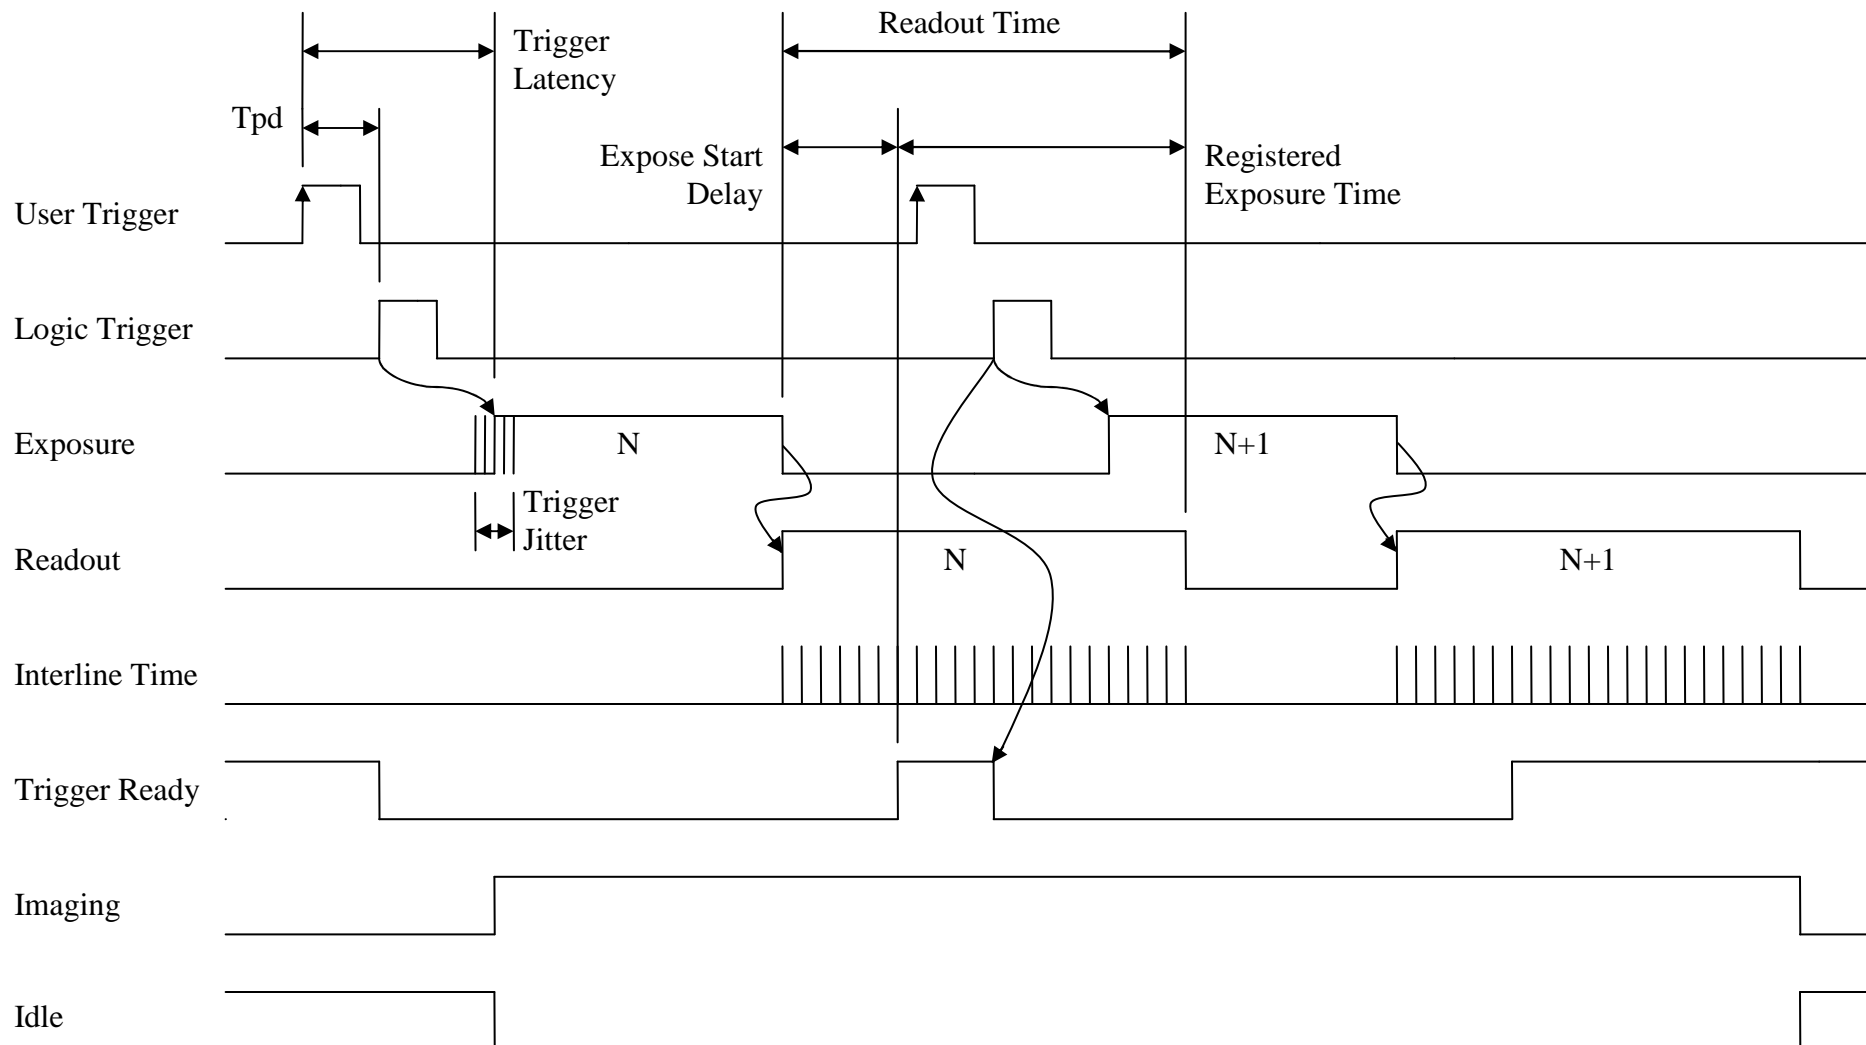 Readout Time
Trigger
Latency
Tpd
Expose Start
Delay
Registered
Exposure Time
User Trigger
Logic Trigger
Exposure
N
N+1
Trigger
Jitter
Readout
N
N+1
Interline Time
Trigger Ready
Imaging
Idle